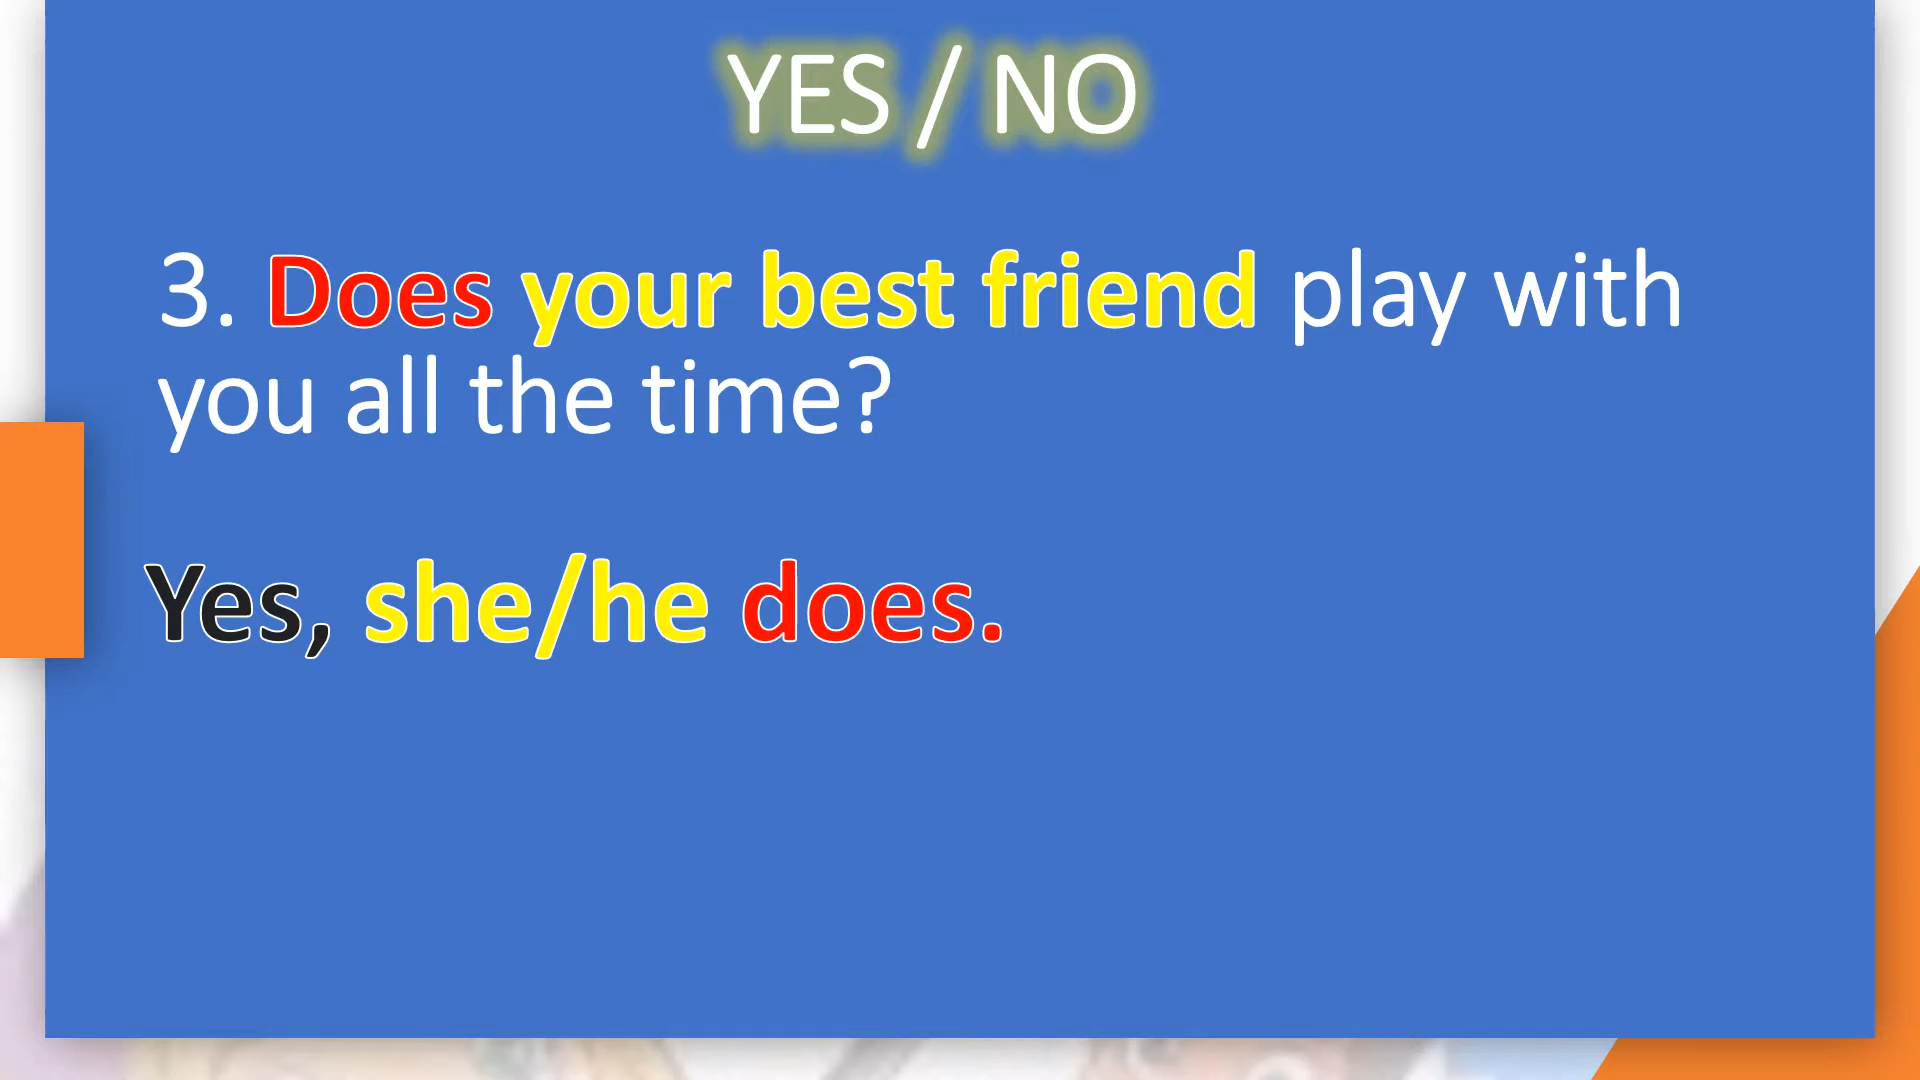 YES / NO
3. Does your best friend play with
you all the time?
Yes, she/he does.